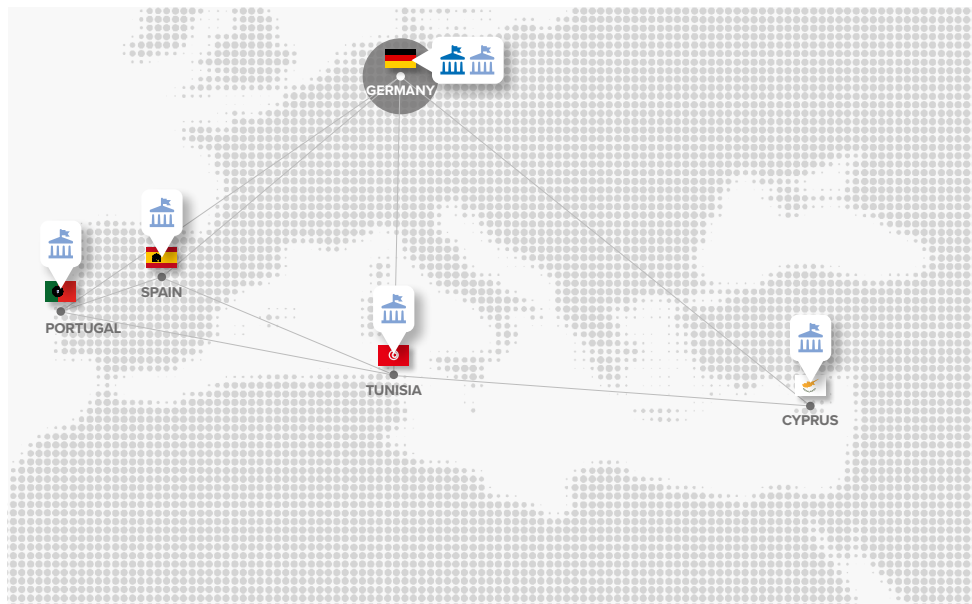 GERMANY
SPAIN
PORTUGAL
TUNISIA
CYPRUS